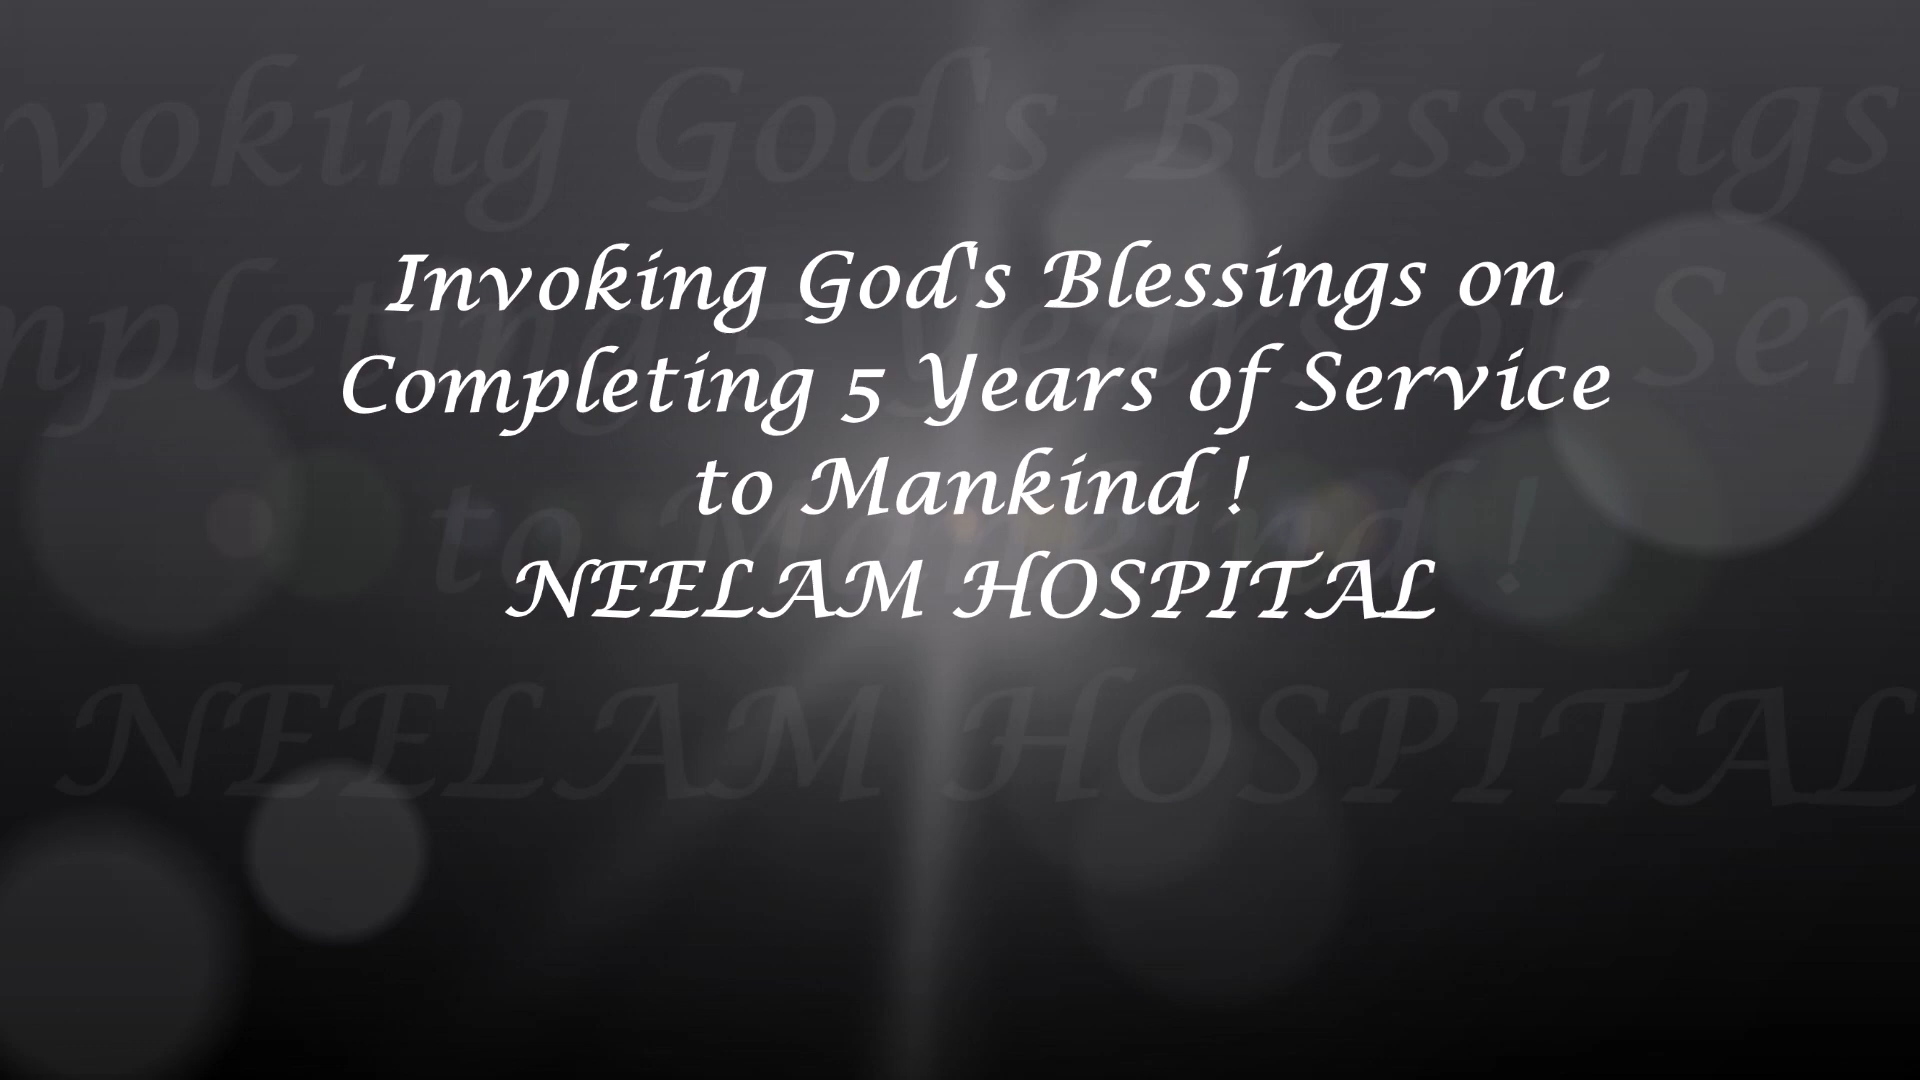 Invoking God's Blessings on
Completing 5 Years of Service
to Mankind !
NEELAM HOSPITAL